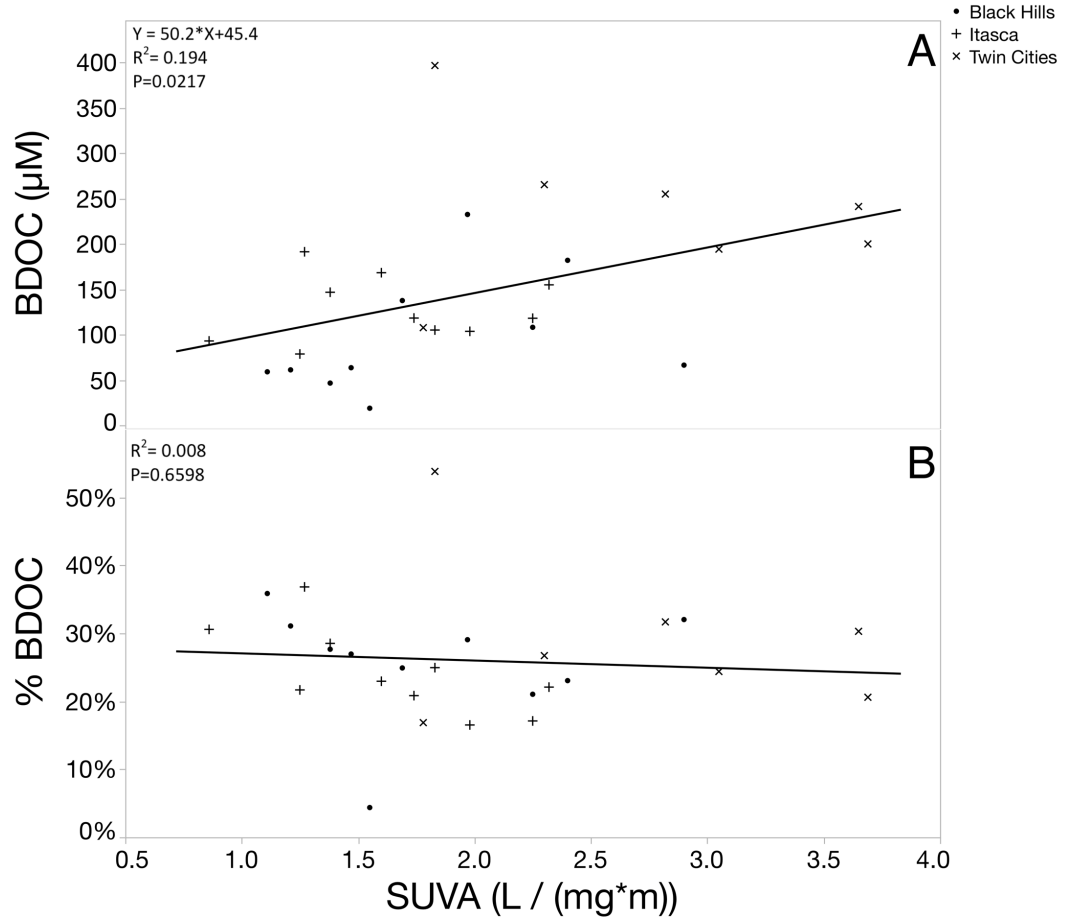 Black Hills
Itasca
Twin Cities
A
Y = 50.2*X+45.4
R²= 0.194
P=0.0217
400
350
300
250
200
150
100
50
0
BDOC (µM)
B
R²= 0.008
P=0.6598
50%
40%
30%
20%
10%
0%
% BDOC
0.5 1.0 1.5 2.0 2.5 3.0 3.5 4.0
SUVA (L / (mg*m))